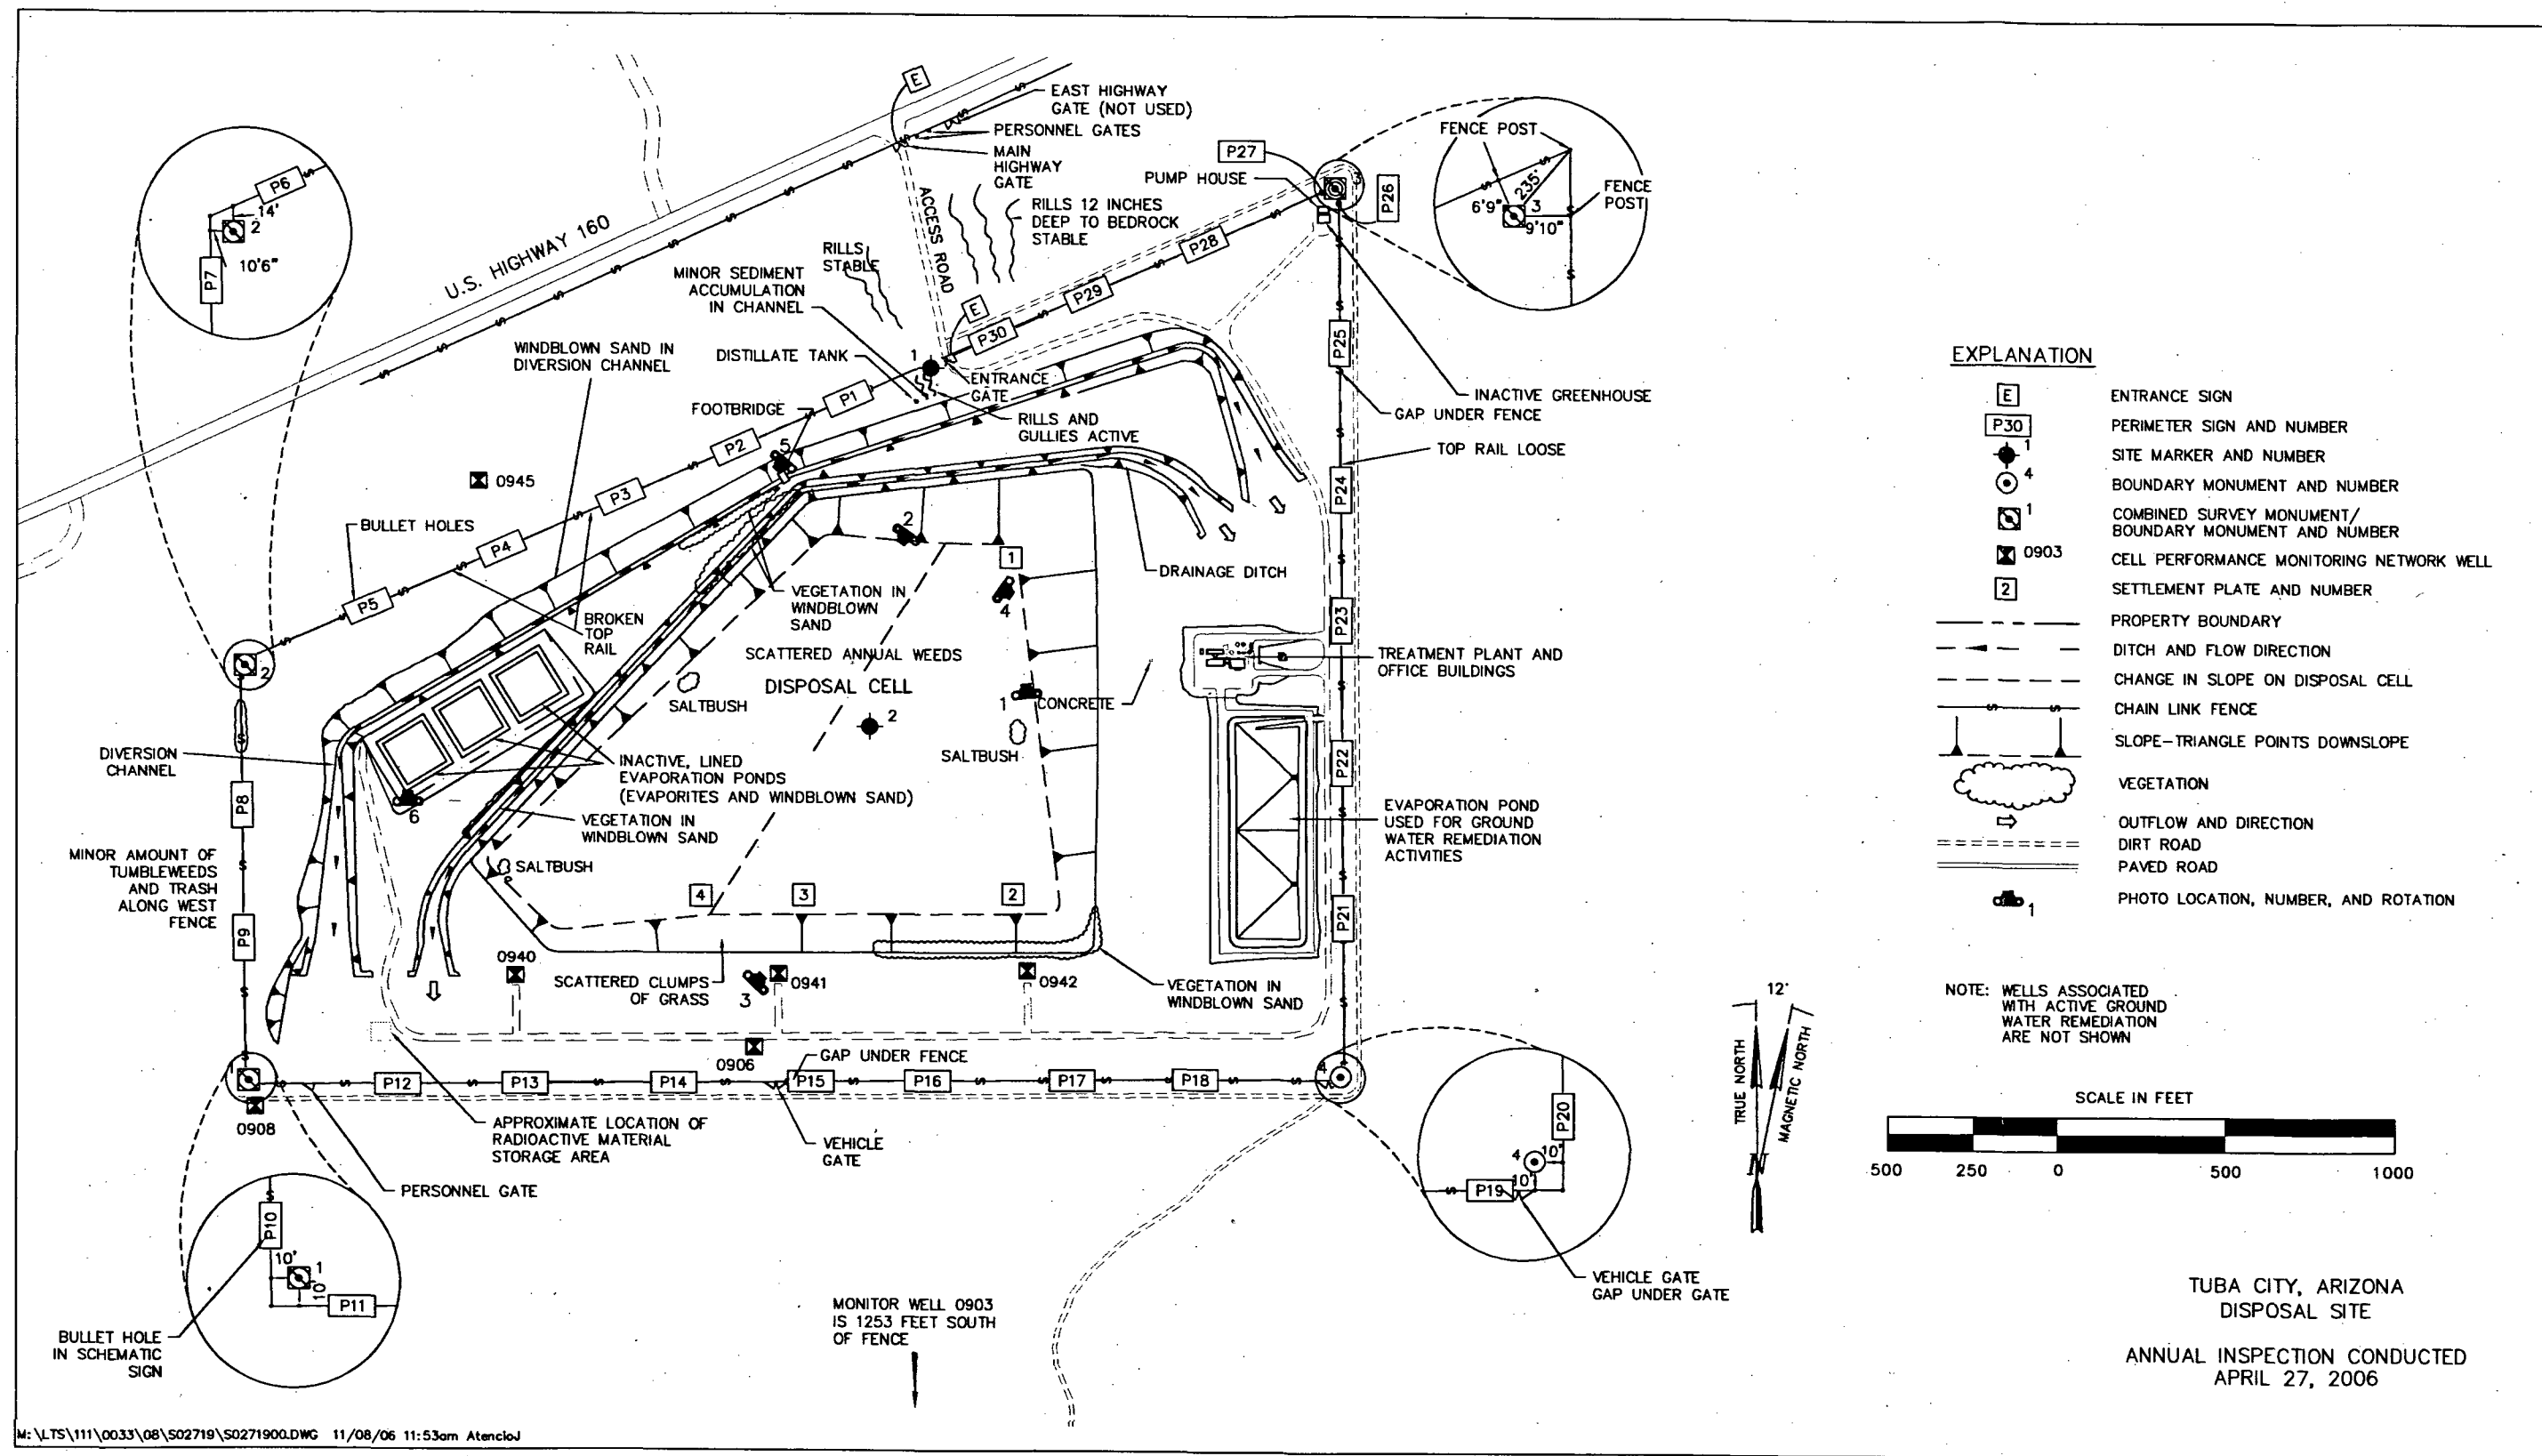 E
EAST HIGHWAY
GATE (NOT USED)
PERSONNEL GATES
MAIN
HIGHWAY
GATE
P27
PUMP HOUSE
P26
3
FENCE POST
235'
FENCE
POST
6'9"
3
9'10"
P6
14'
2
P7
10'6"
U.S. HIGHWAY 160
ACCESS ROAD
RILLS 12 INCHES
DEEP TO BEDROCK
STABLE
RILLS
STABLE
P28
MINOR SEDIMENT
ACCUMULATION
IN CHANNEL
P29
E
P30
WINDBLOWN SAND IN
DIVERSION CHANNEL
DISTILLATE TANK
1
ENTRANCE
GATE
P25
INACTIVE GREENHOUSE
GAP UNDER FENCE
FOOTBRIDGE
P1
RILLS AND
GULLIES ACTIVE
TOP RAIL LOOSE
P2
5
0945
P3
P24
BULLET HOLES
2
P4
1
DRAINAGE DITCH
4
VEGETATION IN
WINDBLOWN
SAND
P5
BROKEN
TOP
RAIL
P23
SCATTERED ANNUAL WEEDS
TREATMENT PLANT AND
OFFICE BUILDINGS
2
DISPOSAL CELL
SALTBUSH
1
CONCRETE
2
DIVERSION
CHANNEL
SALTBUSH
INACTIVE, LINED
EVAPORATION PONDS
(EVAPORITES AND WINDBLOWN SAND)
P22
P8
6
VEGETATION IN
WINDBLOWN SAND
EVAPORATION POND
USED FOR GROUND
WATER REMEDIATION
ACTIVITIES
MINOR AMOUNT OF
TUMBLEWEEDS
AND TRASH
ALONG WEST
FENCE
SALTBUSH
4
3
2
P21
P9
0940
SCATTERED CLUMPS
OF GRASS
3
0941
0942
VEGETATION IN
WINDBLOWN SAND
0906
GAP UNDER FENCE
1
P12
P13
P14
P15
P16
P17
P18
4
0908
APPROXIMATE LOCATION OF
RADIOACTIVE MATERIAL
STORAGE AREA
VEHICLE
GATE
PERSONNEL GATE
P20
4
10'
10'
P19
P10
10'
1
10'
P11
VEHICLE GATE
GAP UNDER GATE
BULLET HOLE
IN SCHEMATIC
SIGN
MONITOR WELL 0903
IS 1253 FEET SOUTH
OF FENCE
EXPLANATION
E ENTRANCE SIGN
P30 PERIMETER SIGN AND NUMBER
1 SITE MARKER AND NUMBER
4 BOUNDARY MONUMENT AND NUMBER
1 COMBINED SURVEY MONUMENT/
BOUNDARY MONUMENT AND NUMBER
0903 CELL PERFORMANCE MONITORING NETWORK WELL
2 SETTLEMENT PLATE AND NUMBER
PROPERTY BOUNDARY
DITCH AND FLOW DIRECTION
CHANGE IN SLOPE ON DISPOSAL CELL
CHAIN LINK FENCE
SLOPE-TRIANGLE POINTS DOWNSLOPE
VEGETATION
OUTFLOW AND DIRECTION
DIRT ROAD
PAVED ROAD
1 PHOTO LOCATION, NUMBER, AND ROTATION
NOTE: WELLS ASSOCIATED
WITH ACTIVE GROUND
WATER REMEDIATION
ARE NOT SHOWN
12°
TRUE NORTH
MAGNETIC NORTH
N
SCALE IN FEET
500 250 0 500 1000
TUBA CITY, ARIZONA
DISPOSAL SITE
ANNUAL INSPECTION CONDUCTED
APRIL 27, 2006
M:\LTS\111\0033\08\S02719\S0271900.DWG 11/08/06 11:53am AtencioJ